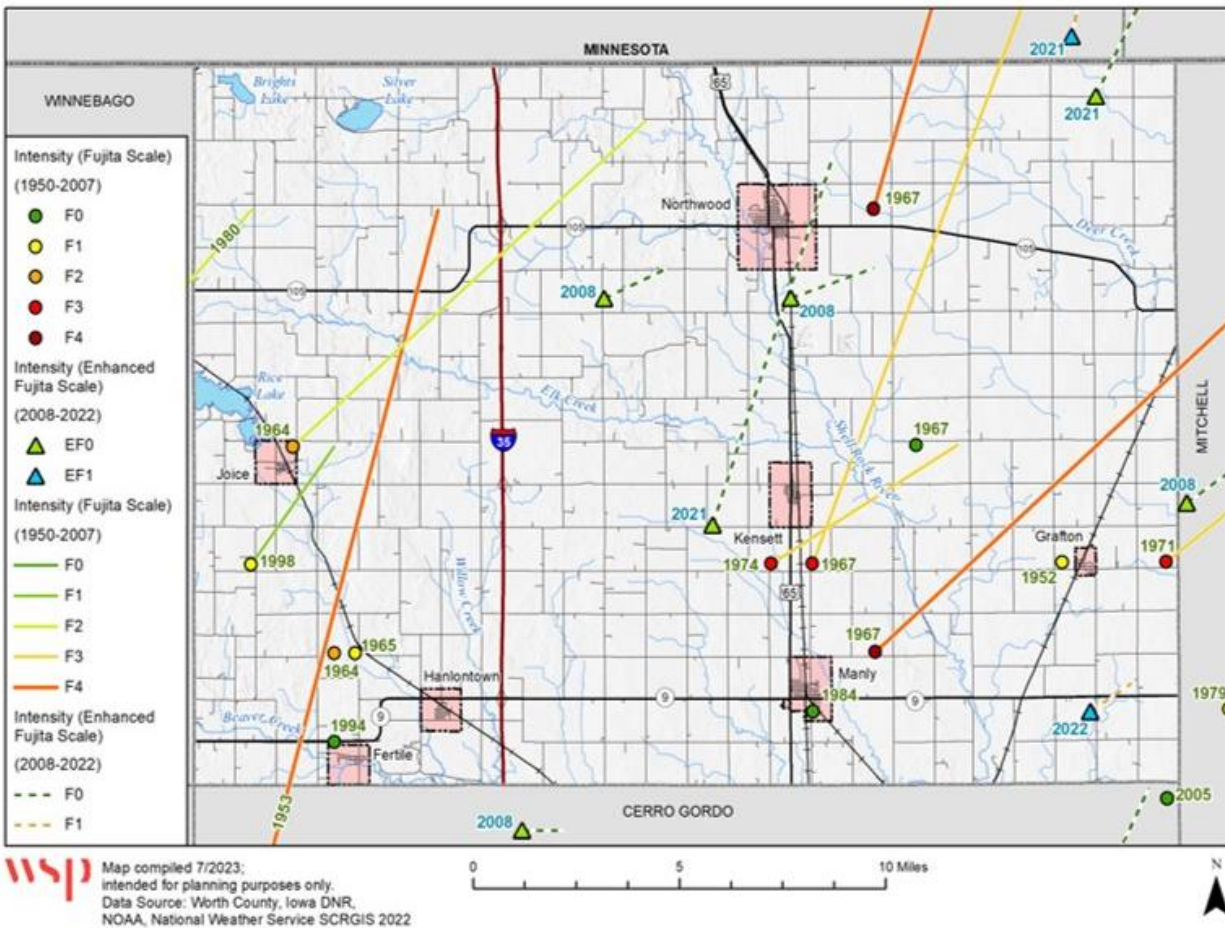 MINNESOTA
WINNEBAGO
2021
65
Brights
Lake
Silver
Lake
2021
Intensity (Fujita Scale)
(1950-2007)
F0
F1
F2
F3
F4
Intensity (Enhanced
Fujita Scale)
(2008-2022)
EF0
EF1
Intensity (Fujita Scale)
(1950-2007)
F0
F1
F2
F3
F4
Intensity (Enhanced
Fujita Scale)
(2008-2022)
F0
F1
1980
Northwood
1967
105
105
Deer Creek
105
2008
2008
Rice
Lake
Elk Creek
MITCHELL
1964
35
Shell Rock River
1967
Joice
2008
2021
Kensett
Grafton
1971
1998
1974
1967
1952
Willow Creek
65
1967
1965
1964
Hanlontown
Manly
1979
9
9
9
1984
Beaver Creek
1994
2022
Fertile
1953
CERRO GORDO
2005
2008
wsp
Map compiled 7/2023;
intended for planning purposes only.
Data Source: Worth County, Iowa DNR,
NOAA, National Weather Service SCRGIS 2022
0 5 10 Miles
N